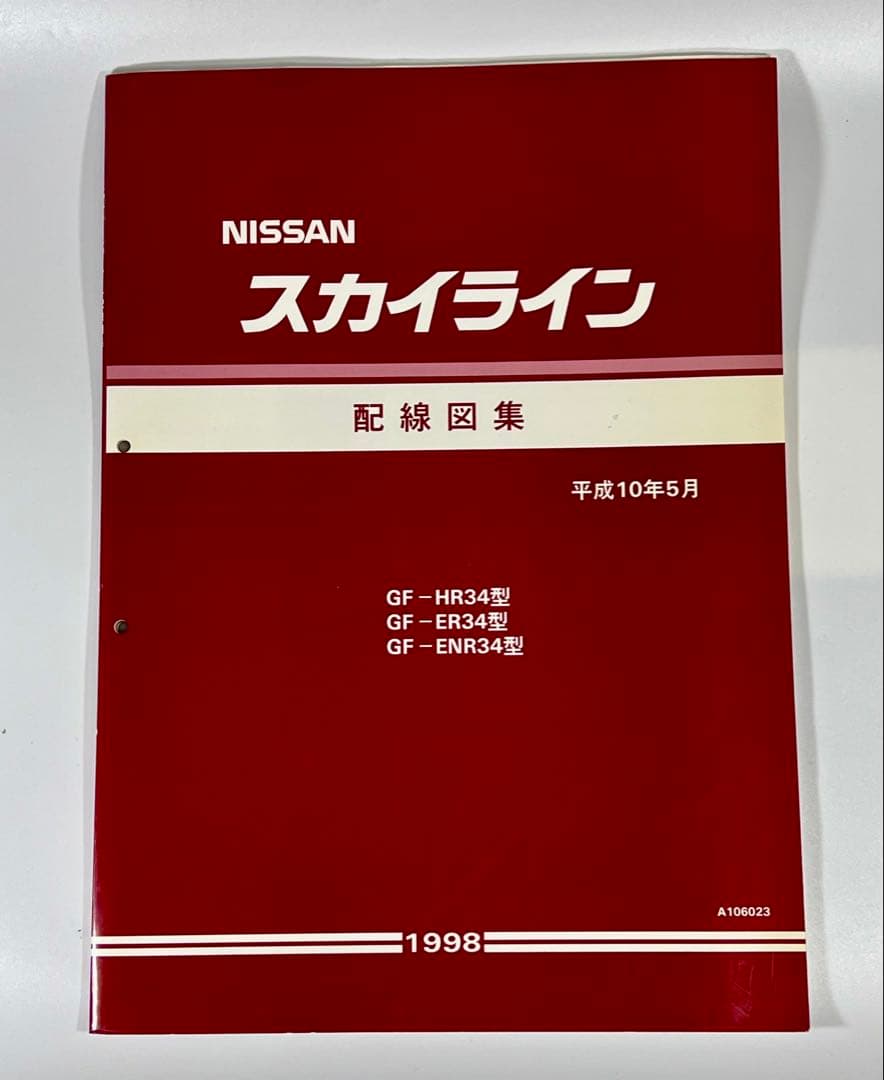 NISSAN
スカイライン
配線図集
平成10年5月
GF-HR34型
GF-ER34型
GF-ENR34型
A106023
1998